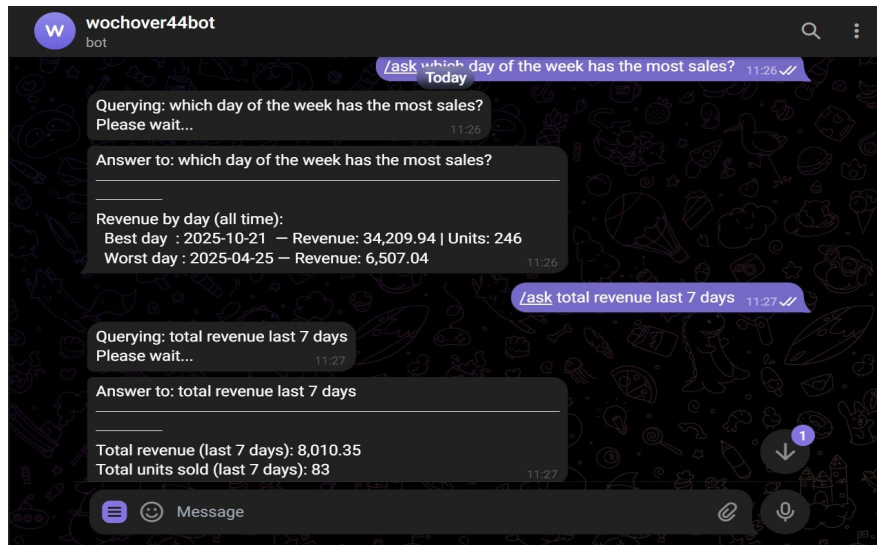 W
wochover44bot
bot
/ask which day of the week has the most sales? 11:26
Today
Querying: which day of the week has the most sales?
Please wait... 11:26
Answer to: which day of the week has the most sales?
Revenue by day (all time):
Best day : 2025-10-21 — Revenue: 34,209.94 | Units: 246
Worst day : 2025-04-25 — Revenue: 6,507.04 11:26
/ask total revenue last 7 days 11:27
Querying: total revenue last 7 days
Please wait... 11:27
Answer to: total revenue last 7 days
Total revenue (last 7 days): 8,010.35
Total units sold (last 7 days): 83 11:27
1
Message